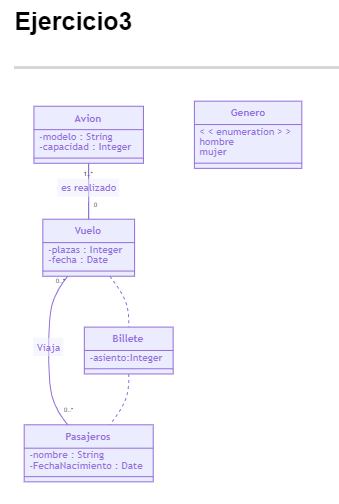 Ejercicio3
Avion
-modelo : String
-capacidad : Integer
Genero
< < enumeration > >
hombre
mujer
1..*
es realizado
0
Vuelo
-plazas : Integer
-fecha : Date
0..*
Billete
-asiento:Integer
Viaja
0..*
Pasajeros
-nombre : String
-FechaNacimiento : Date